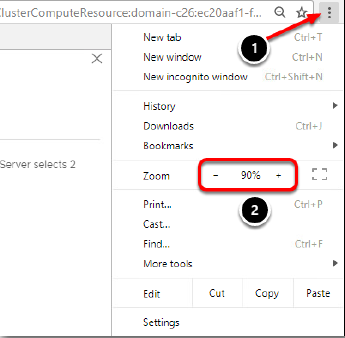 ClusterComputeResource:domain-c26:ec20aaf1-f...
1
New tab Ctrl+T
New window Ctrl+N
New incognito window Ctrl+Shift+N
History
Downloads Ctrl+J
Bookmarks
Server selects 2
Zoom − 90% +
2
Print... Ctrl+P
Cast...
Find... Ctrl+F
More tools
Edit Cut Copy Paste
Settings